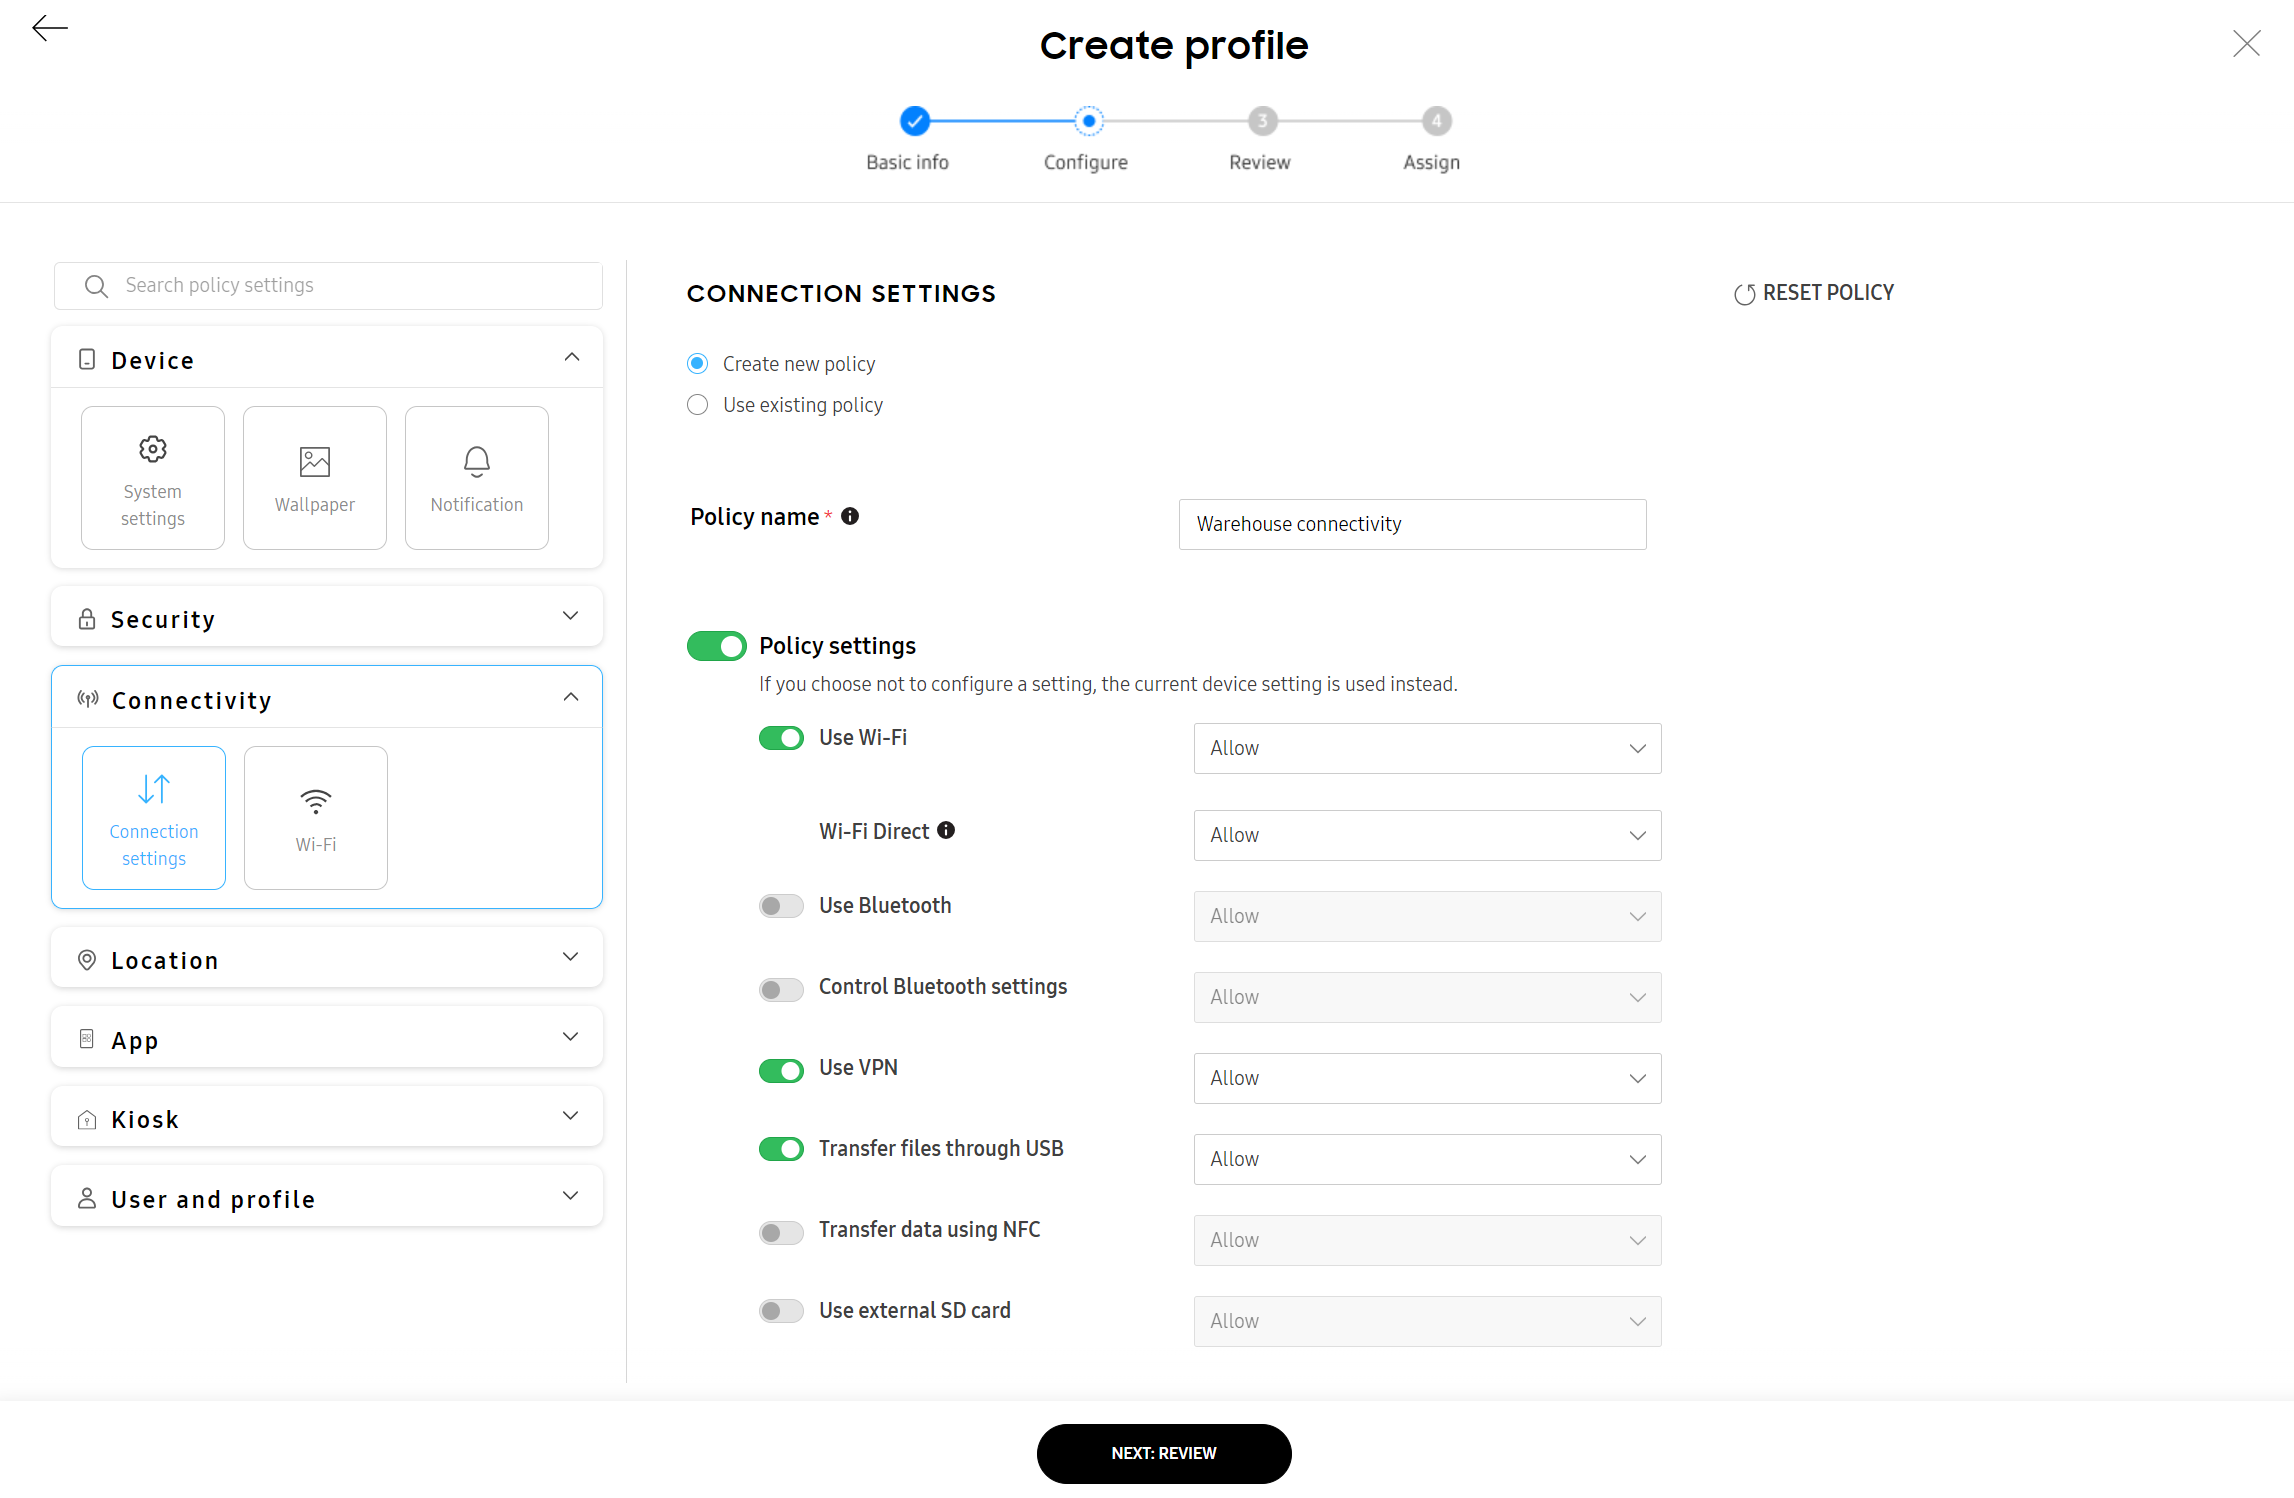 Create profile
3
4
Basic info
Configure
Review
Assign
Search policy settings
Device
System
settings
Wallpaper
Notification
Security
Connectivity
Connection
settings
Wi-Fi
Location
App
Kiosk
User and profile
CONNECTION SETTINGS
RESET POLICY
Create new policy
Use existing policy
Policy name *
Warehouse connectivity
Policy settings
If you choose not to configure a setting, the current device setting is used instead.
Use Wi-Fi
Allow
Wi-Fi Direct
Allow
Use Bluetooth
Allow
Control Bluetooth settings
Allow
Use VPN
Allow
Transfer files through USB
Allow
Transfer data using NFC
Allow
Use external SD card
Allow
NEXT: REVIEW